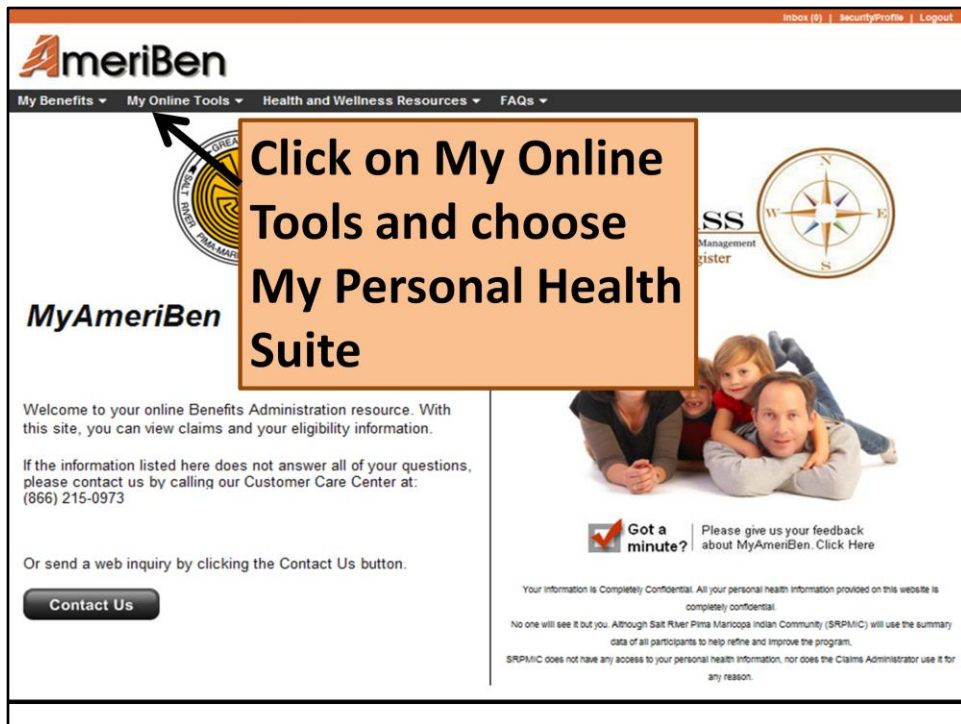 Inbox (0) | Security/Profile | Logout
AmeriBen
My Benefits My Online Tools Health and Wellness Resources FAQs
GREA
SALT RIVER PIMA-MAR
Click on My Online
Tools and choose
My Personal Health
Suite
SS
Management
gister
N
W
E
S
MyAmeriBen
Welcome to your online Benefits Administration resource. With
this site, you can view claims and your eligibility information.
If the information listed here does not answer all of your questions,
please contact us by calling our Customer Care Center at:
(866) 215-0973
Or send a web inquiry by clicking the Contact Us button.
Contact Us
Got a
minute?
Please give us your feedback
about MyAmeriBen. Click Here
Your Information is Completely Confidential. All your personal health information provided on this website is
completely confidential.
No one will see it but you. Although Salt River Pima Maricopa Indian Community (SRPMIC) will use the summary
data of all participants to help refine and improve the program,
SRPMIC does not have any access to your personal health information, nor does the Claims Administrator use it for
any reason.